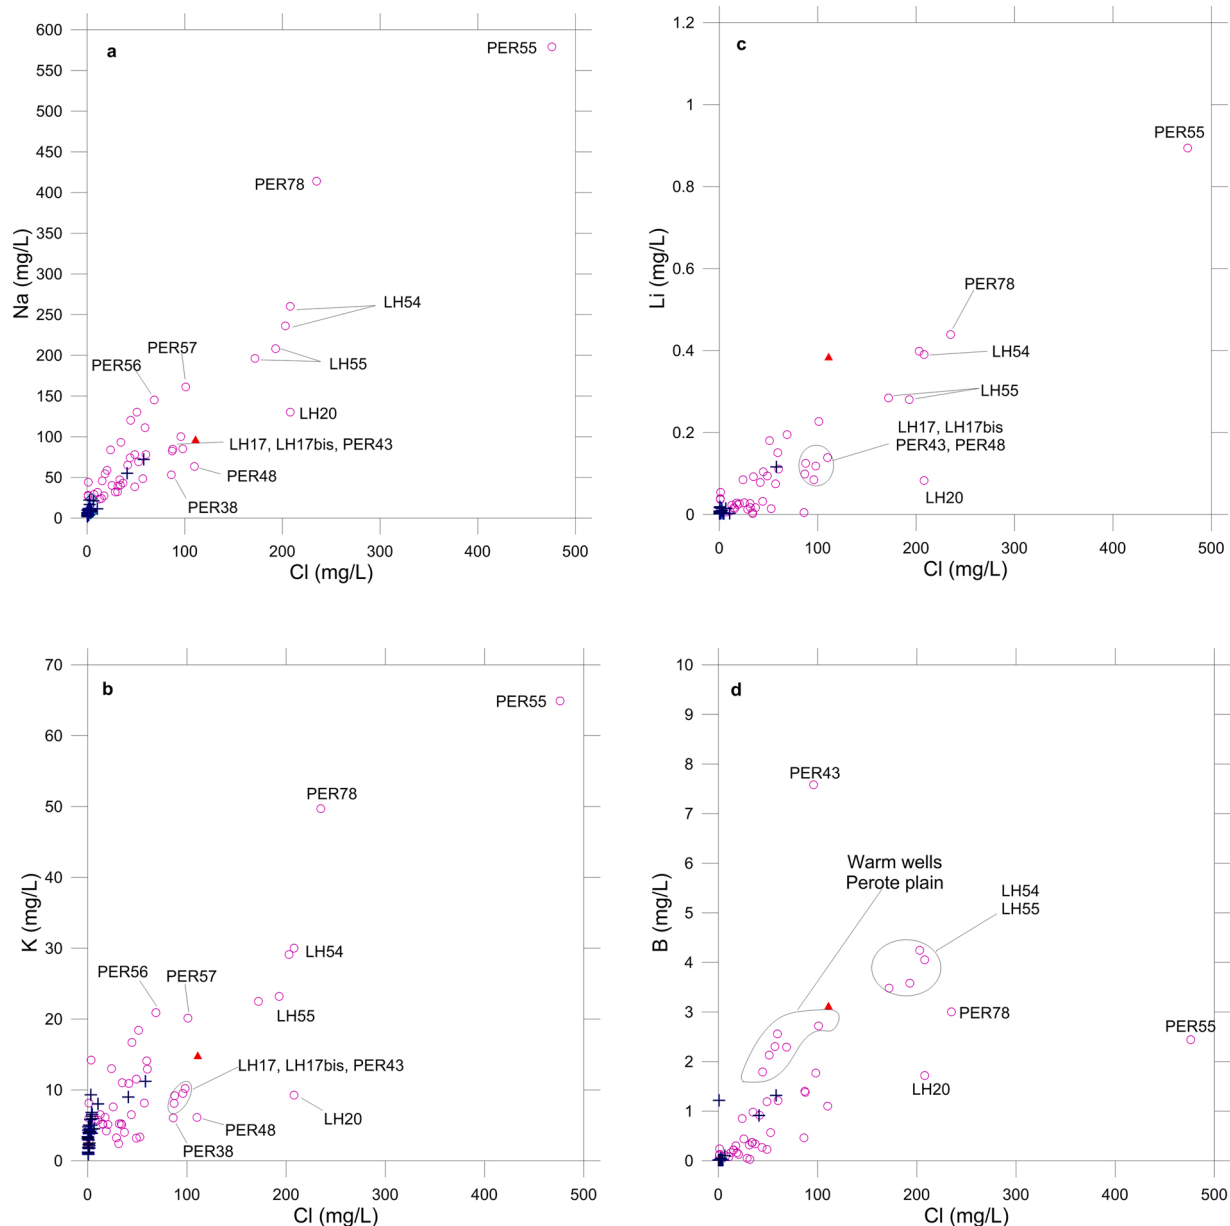 a
600
550
500
450
400
350
300
250
200
150
100
50
0
Na (mg/L)
PER55
PER78
LH54
LH55
PER57
PER56
LH20
LH17, LH17bis, PER43
PER48
PER38
0
100
200
300
400
500
Cl (mg/L)
c
1.2
1
0.8
0.6
0.4
0.2
0
Li (mg/L)
PER55
PER78
LH54
LH55
LH17, LH17bis
PER43, PER48
LH20
0
100
200
300
400
500
Cl (mg/L)
b
70
60
50
40
30
20
10
0
K (mg/L)
PER55
PER78
LH54
PER56
PER57
LH55
LH17, LH17bis, PER43
LH20
PER48
PER38
0
100
200
300
400
500
Cl (mg/L)
d
10
9
8
7
6
5
4
3
2
1
0
B (mg/L)
PER43
Warm wells
Perote plain
LH54
LH55
PER78
PER55
LH20
0
100
200
300
400
500
Cl (mg/L)